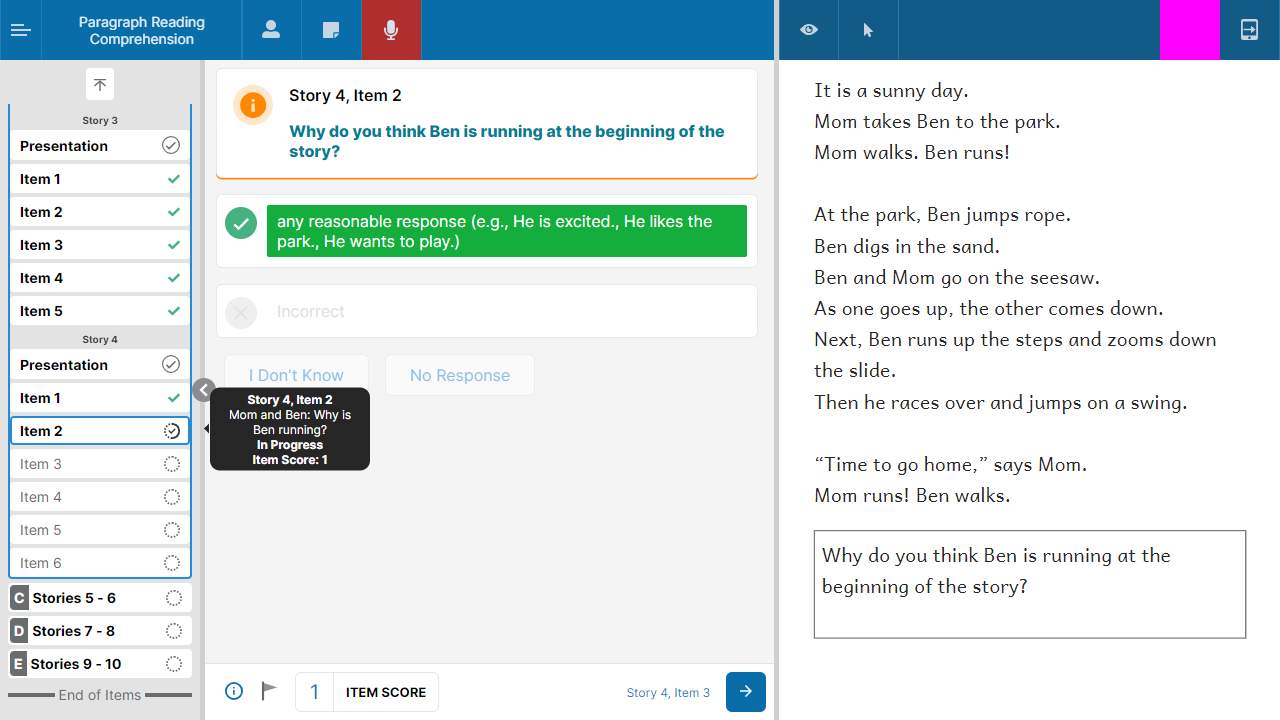 Paragraph Reading
Comprehension
Story 3
Presentation
Item 1
Item 2
Item 3
Item 4
Item 5
Story 4
Presentation
Item 1
Item 2
Item 3
Item 4
Item 5
Item 6
C Stories 5 - 6
D Stories 7 - 8
E Stories 9 - 10
End of Items
Story 4, Item 2
Why do you think Ben is running at the beginning of the
story?
any reasonable response (e.g., He is excited., He likes the
park., He wants to play.)
Incorrect
I Don't Know
No Response
Story 4, Item 2
Mom and Ben: Why is
Ben running?
In Progress
Item Score: 1
1 ITEM SCORE
Story 4, Item 3
It is a sunny day.
Mom takes Ben to the park.
Mom walks. Ben runs!
At the park, Ben jumps rope.
Ben digs in the sand.
Ben and Mom go on the seesaw.
As one goes up, the other comes down.
Next, Ben runs up the steps and zooms down
the slide.
Then he races over and jumps on a swing.
“Time to go home,” says Mom.
Mom runs! Ben walks.
Why do you think Ben is running at the
beginning of the story?